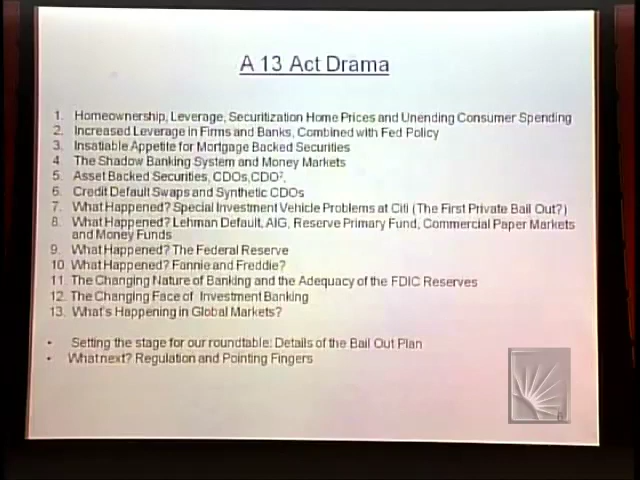 A 13 Act Drama
1. Homeownership, Leverage, Securitization Home Prices and Unending Consumer Spending
2. Increased Leverage in Firms and Banks, Combined with Fed Policy
3. Insatiable Appetite for Mortgage Backed Securities
4. The Shadow Banking System and Money Markets
5. Asset Backed Securities, CDOs,CDO².
6. Credit Default Swaps and Synthetic CDOs
7. What Happened? Special Investment Vehicle Problems at Citi (The First Private Bail Out?)
8. What Happened? Lehman Default, AIG, Reserve Primary Fund, Commercial Paper Markets
and Money Funds
9. What Happened? The Federal Reserve
10. What Happened? Fannie and Freddie?
11. The Changing Nature of Banking and the Adequacy of the FDIC Reserves
12. The Changing Face of Investment Banking
13. What's Happening in Global Markets?
• Setting the stage for our roundtable: Details of the Bail Out Plan
• What next? Regulation and Pointing Fingers
6